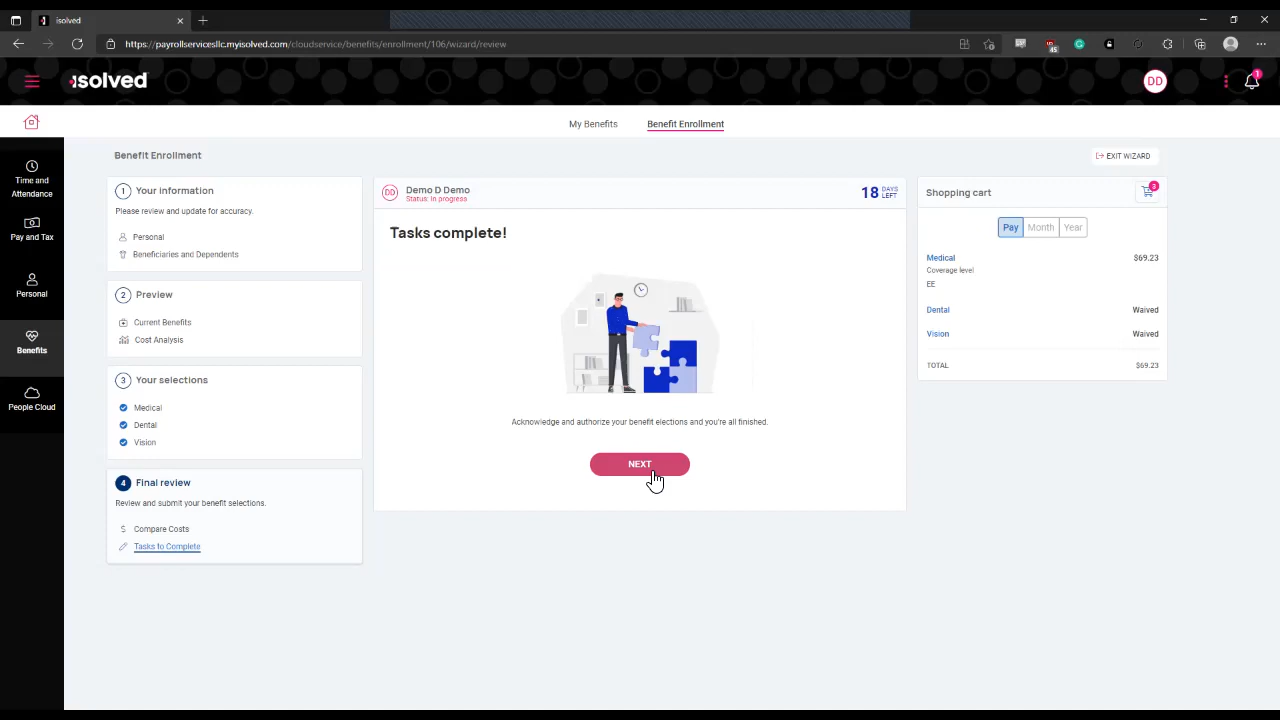 isolved
https://payrollservicesllc.myisolved.com/cloudservice/benefits/enrollment/106/wizard/review
45
isolved
DD
1
My Benefits
Benefit Enrollment
Time and
Attendance
Pay and Tax
Personal
Benefits
People Cloud
Benefit Enrollment
EXIT WIZARD
1 Your information
Please review and update for accuracy.
Personal
Beneficiaries and Dependents
2 Preview
Current Benefits
Cost Analysis
3 Your selections
Medical
Dental
Vision
4 Final review
Review and submit your benefit selections.
Compare Costs
Tasks to Complete
DD Demo D Demo
Status: In progress
18 DAYS LEFT
Tasks complete!
Acknowledge and authorize your benefit elections and you're all finished.
NEXT
Shopping cart
3
Pay Month Year
Medical $69.23
Coverage level
EE
Dental Waived
Vision Waived
TOTAL $69.23